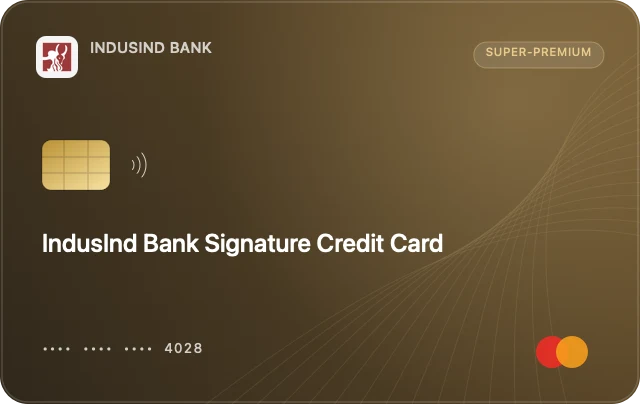 INDUSIND BANK
SUPER-PREMIUM
IndusInd Bank Signature Credit Card
•••• •••• •••• 4028